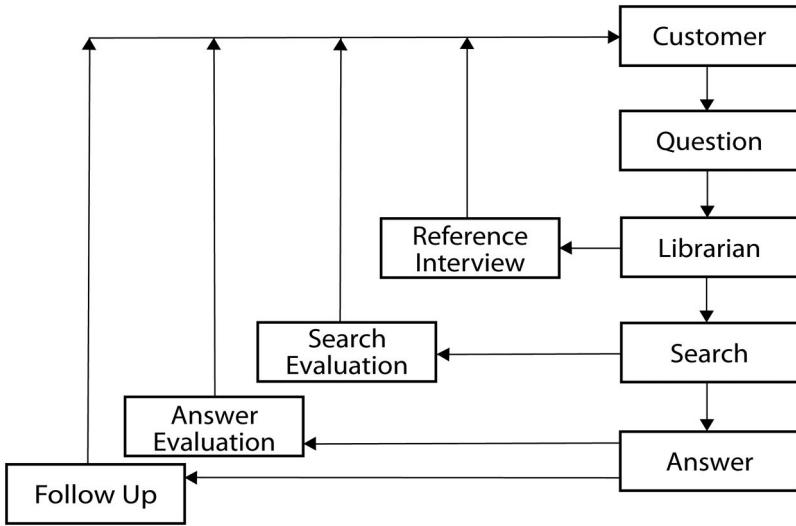 Customer
Question
Reference
Interview
Librarian
Search
Evaluation
Search
Answer
Evaluation
Answer
Follow Up